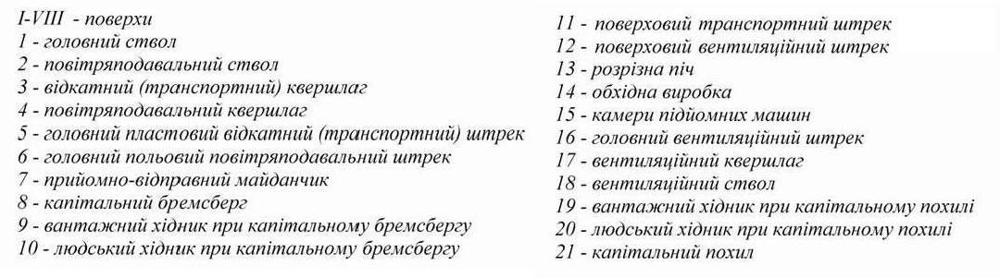 I-VIII - поверхи
1 - головний ствол
2 - повітряподавальний ствол
3 - відкатний (транспортний) квершлаг
4 - повітряподавальний квершлаг
5 - головний пластовий відкатний (транспортний) штрек
6 - головний польовий повітряподавальний штрек
7 - прийомно-відправний майданчик
8 - капітальний бремсберг
9 - вантажний хідник при капітальному бремсбергу
10 - людський хідник при капітальному бремсбергу
11 - поверховий транспортний штрек
12 - поверховий вентиляційний штрек
13 - розрізна піч
14 - обхідна виробка
15 - камери підйомних машин
16 - головний вентиляційний штрек
17 - вентиляційний квершлаг
18 - вентиляційний ствол
19 - вантажний хідник при капітальному похилі
20 - людський хідник при капітальному похилі
21 - капітальний похил